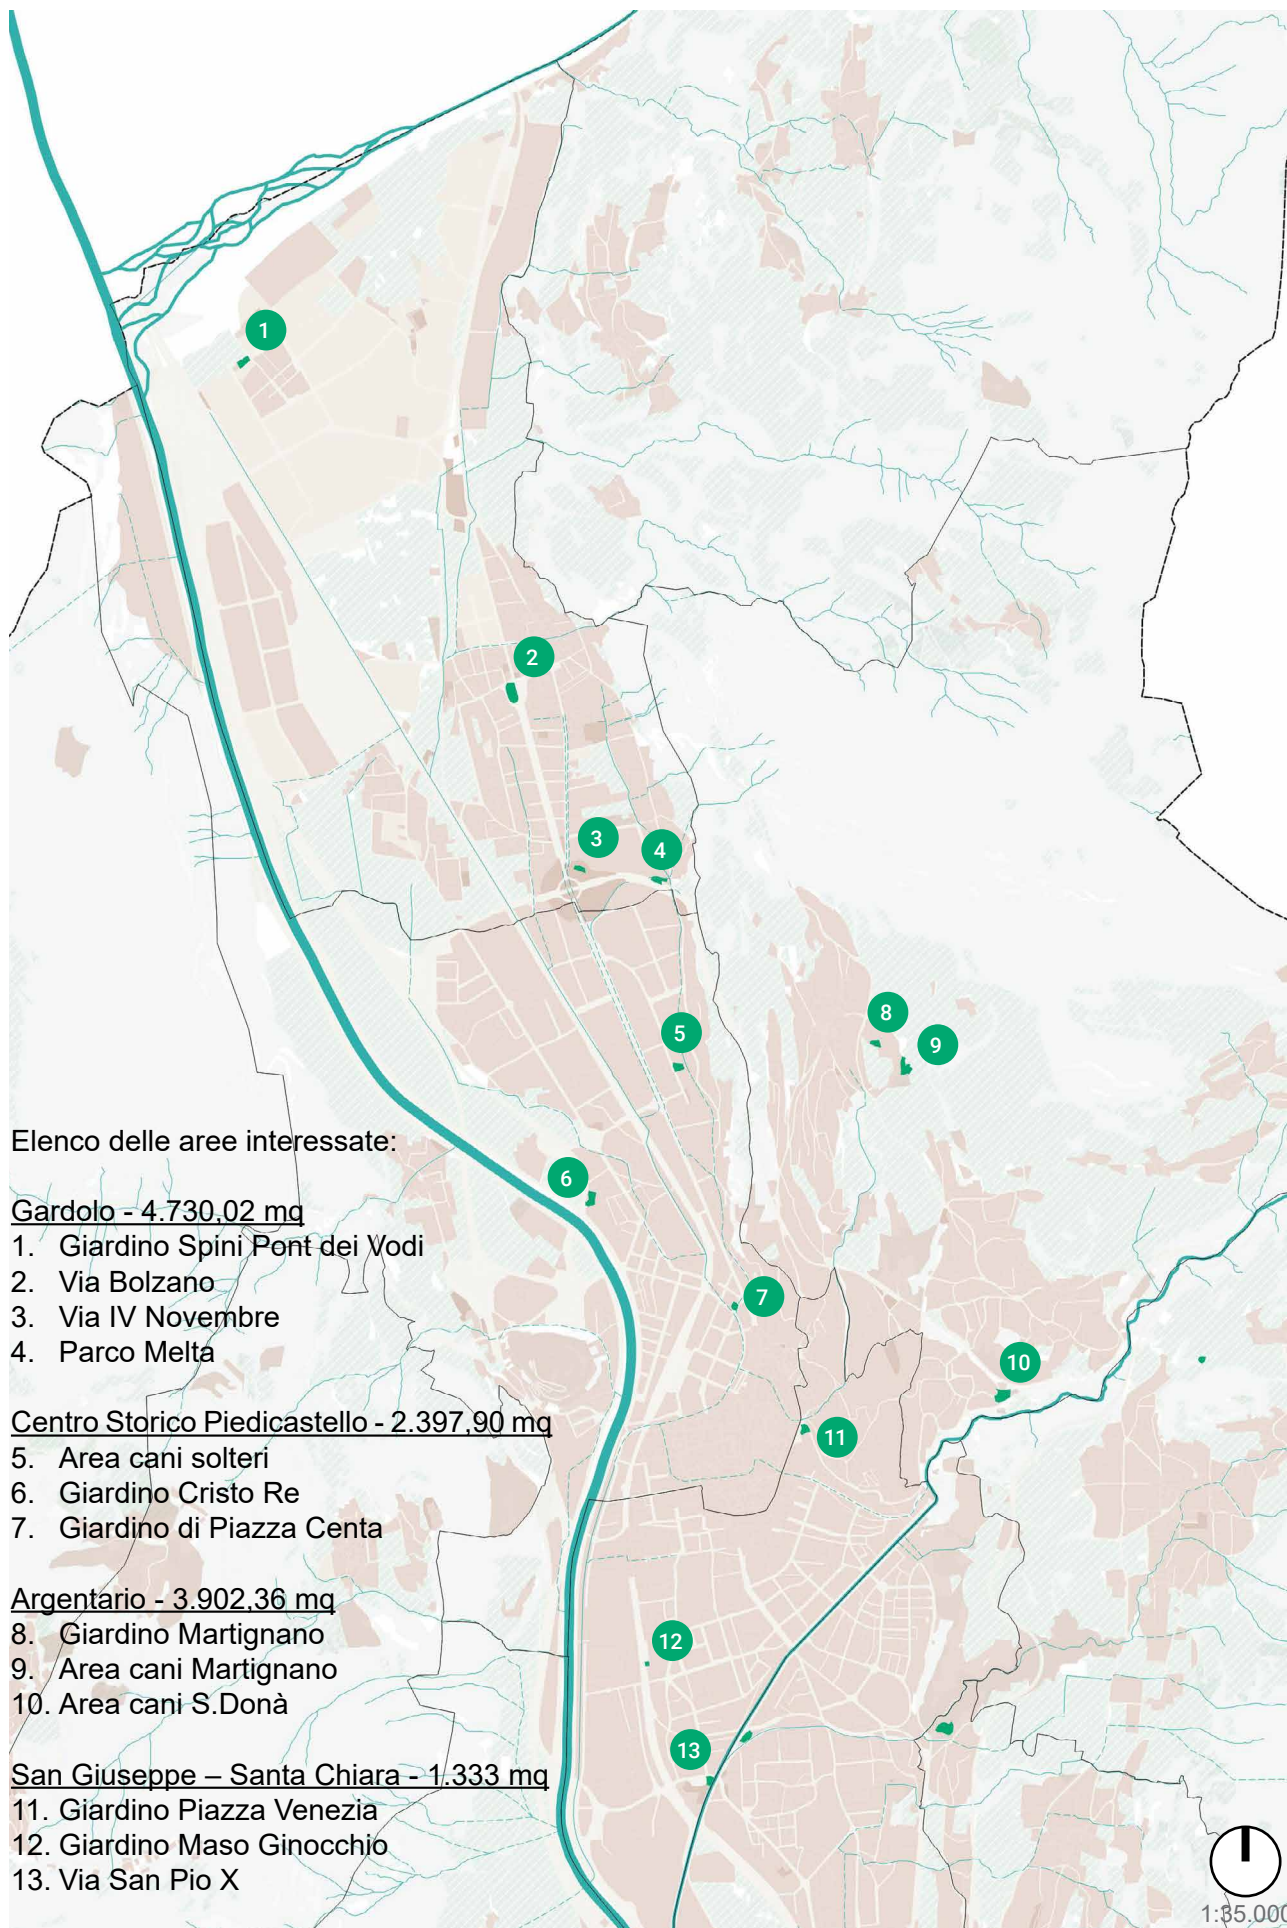 1
2
3
4
5
6
7
8
9
10
11
12
13
Elenco delle aree interessate:
Gardolo - 4.730,02 mq
1. Giardino Spini Pont dei Vodi
2. Via Bolzano
3. Via IV Novembre
4. Parco Melta
Centro Storico Piedicastello - 2.397,90 mq
5. Area cani solteri
6. Giardino Cristo Re
7. Giardino di Piazza Centa
Argentario - 3.902,36 mq
8. Giardino Martignano
9. Area cani Martignano
10. Area cani S.Donà
San Giuseppe – Santa Chiara - 1.333 mq
11. Giardino Piazza Venezia
12. Giardino Maso Ginocchio
13. Via San Pio X
1:35.000